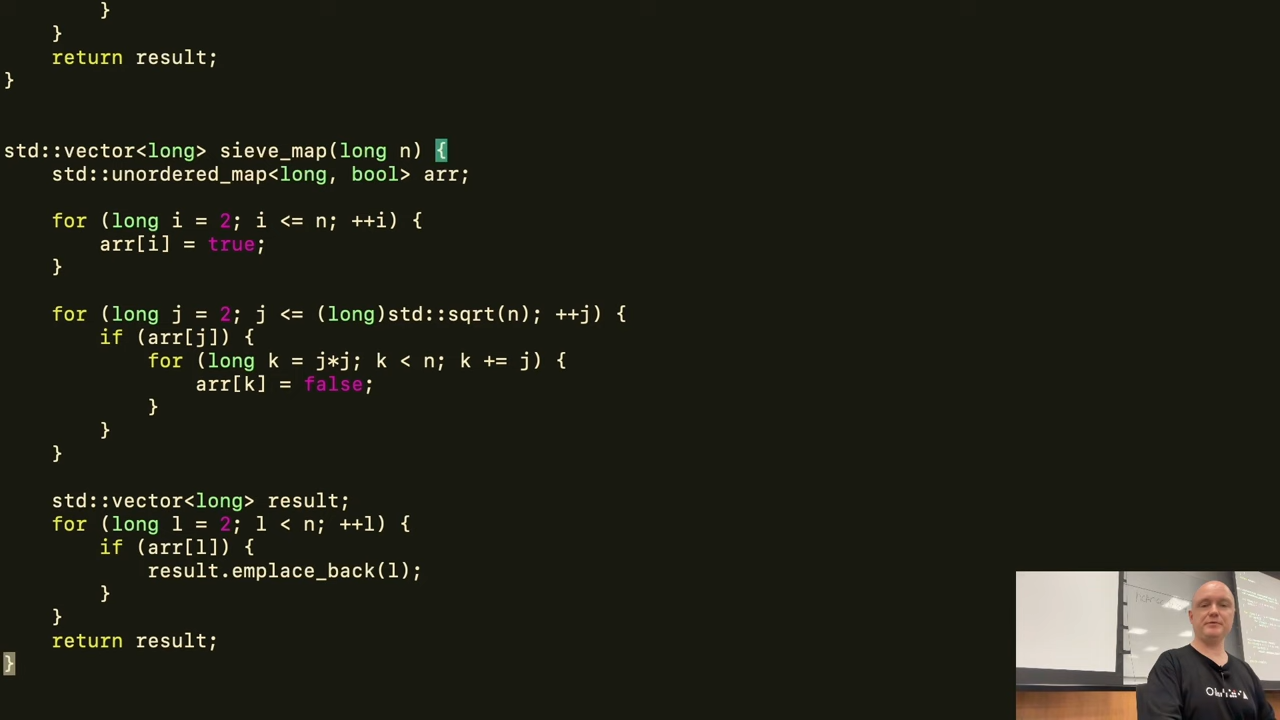 }
}
return result;
}
std::vector<long> sieve_map(long n) {
std::unordered_map<long, bool> arr;
for (long i = 2; i <= n; ++i) {
arr[i] = true;
}
for (long j = 2; j <= (long)std::sqrt(n); ++j) {
if (arr[j]) {
for (long k = j*j; k < n; k += j) {
arr[k] = false;
}
}
}
std::vector<long> result;
for (long l = 2; l < n; ++l) {
if (arr[l]) {
result.emplace_back(l);
}
}
return result;
}